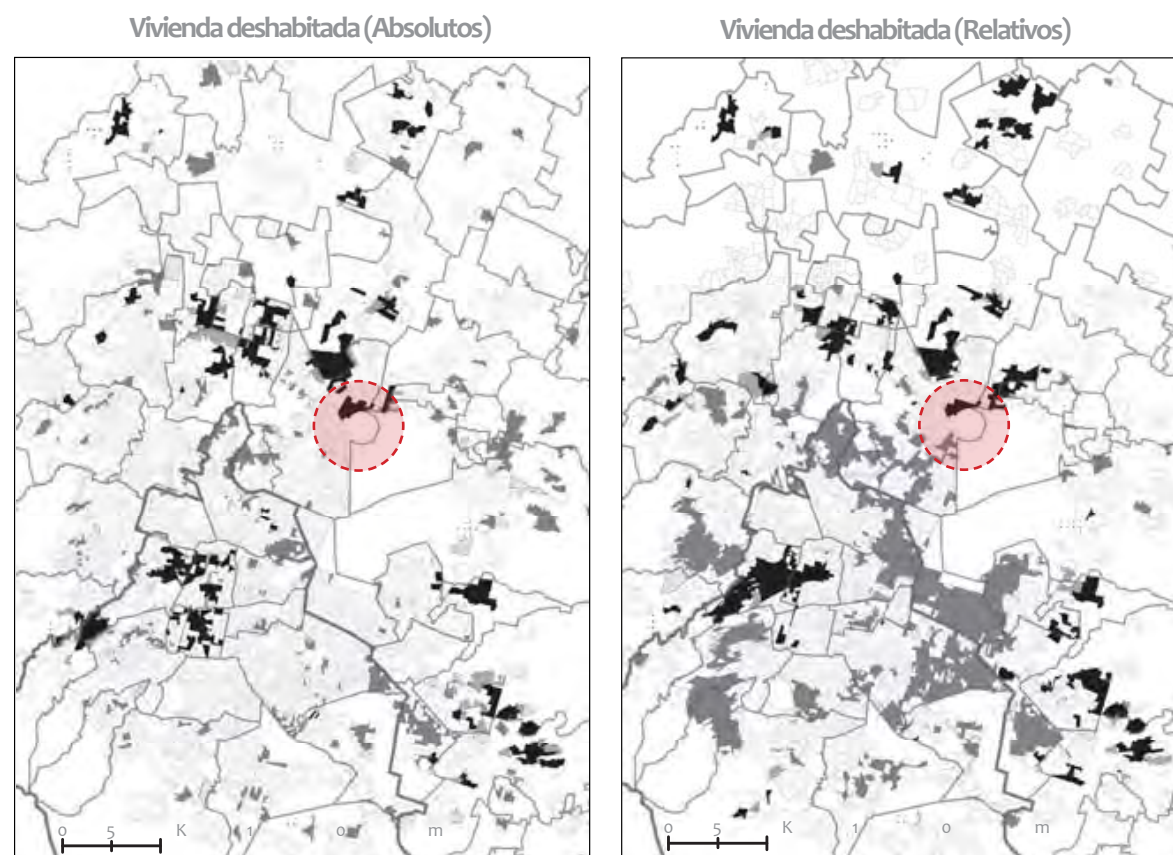 Vivienda deshabitada (Absolutos)
Vivienda deshabitada (Relativos)
0 5 K 1 0 m
0 5 K 1 0 m